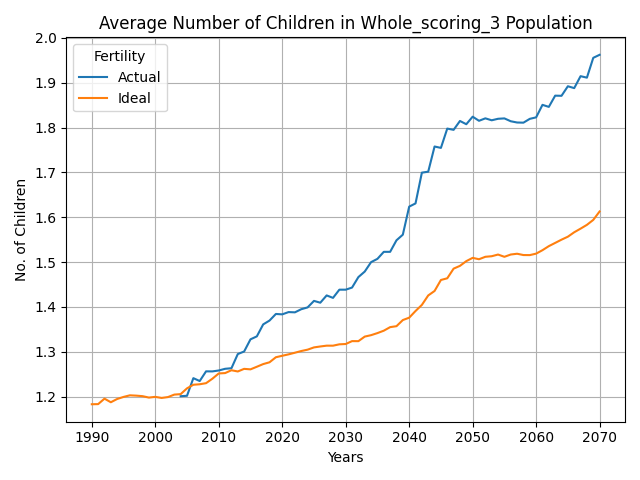 Average Number of Children in Whole_scoring_3 Population
Fertility
Actual
Ideal
No. of Children
2.0
1.9
1.8
1.7
1.6
1.5
1.4
1.3
1.2
1990 2000 2010 2020 2030 2040 2050 2060 2070
Years